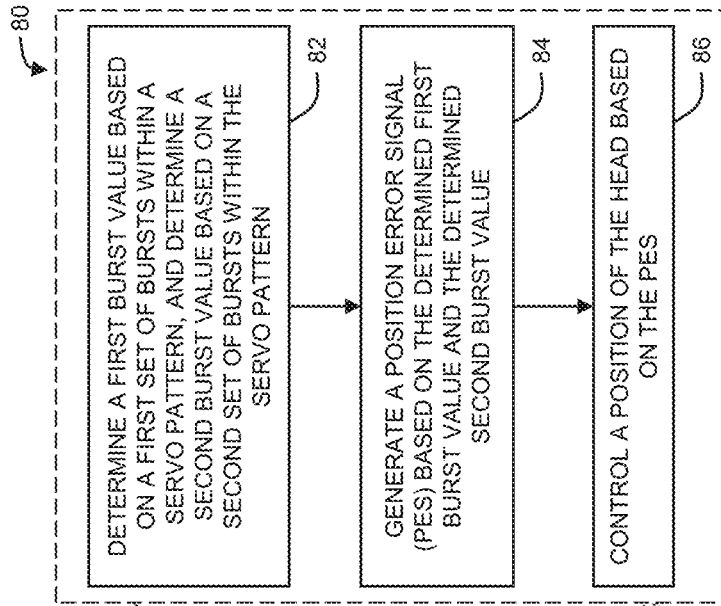 80
DETERMINE A FIRST BURST VALUE BASED
ON A FIRST SET OF BURSTS WITHIN A
SERVO PATTERN, AND DETERMINE A
SECOND BURST VALUE BASED ON A
SECOND SET OF BURSTS WITHIN THE
SERVO PATTERN
82
GENERATE A POSITION ERROR SIGNAL
(PES) BASED ON THE DETERMINED FIRST
BURST VALUE AND THE DETERMINED
SECOND BURST VALUE
84
CONTROL A POSITION OF THE HEAD BASED
ON THE PES
86